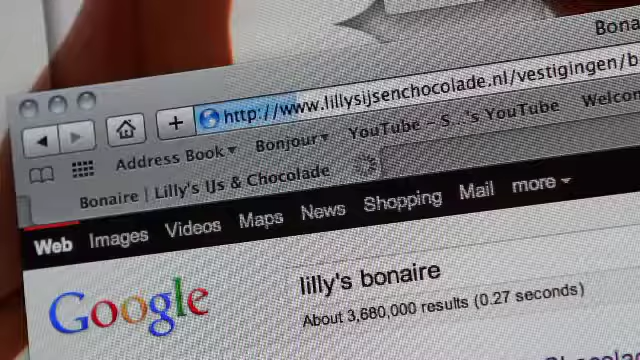 Bona
http://www.lillysijsenchocolade.nl/vestigingen/b
Address Book Bonjour YouTube - S...'s YouTube Welcom
Bonaire | Lilly's IJs & Chocolade
Web Images Videos Maps News Shopping Mail more
Google
lilly's bonaire
About 3,680,000 results (0.27 seconds)